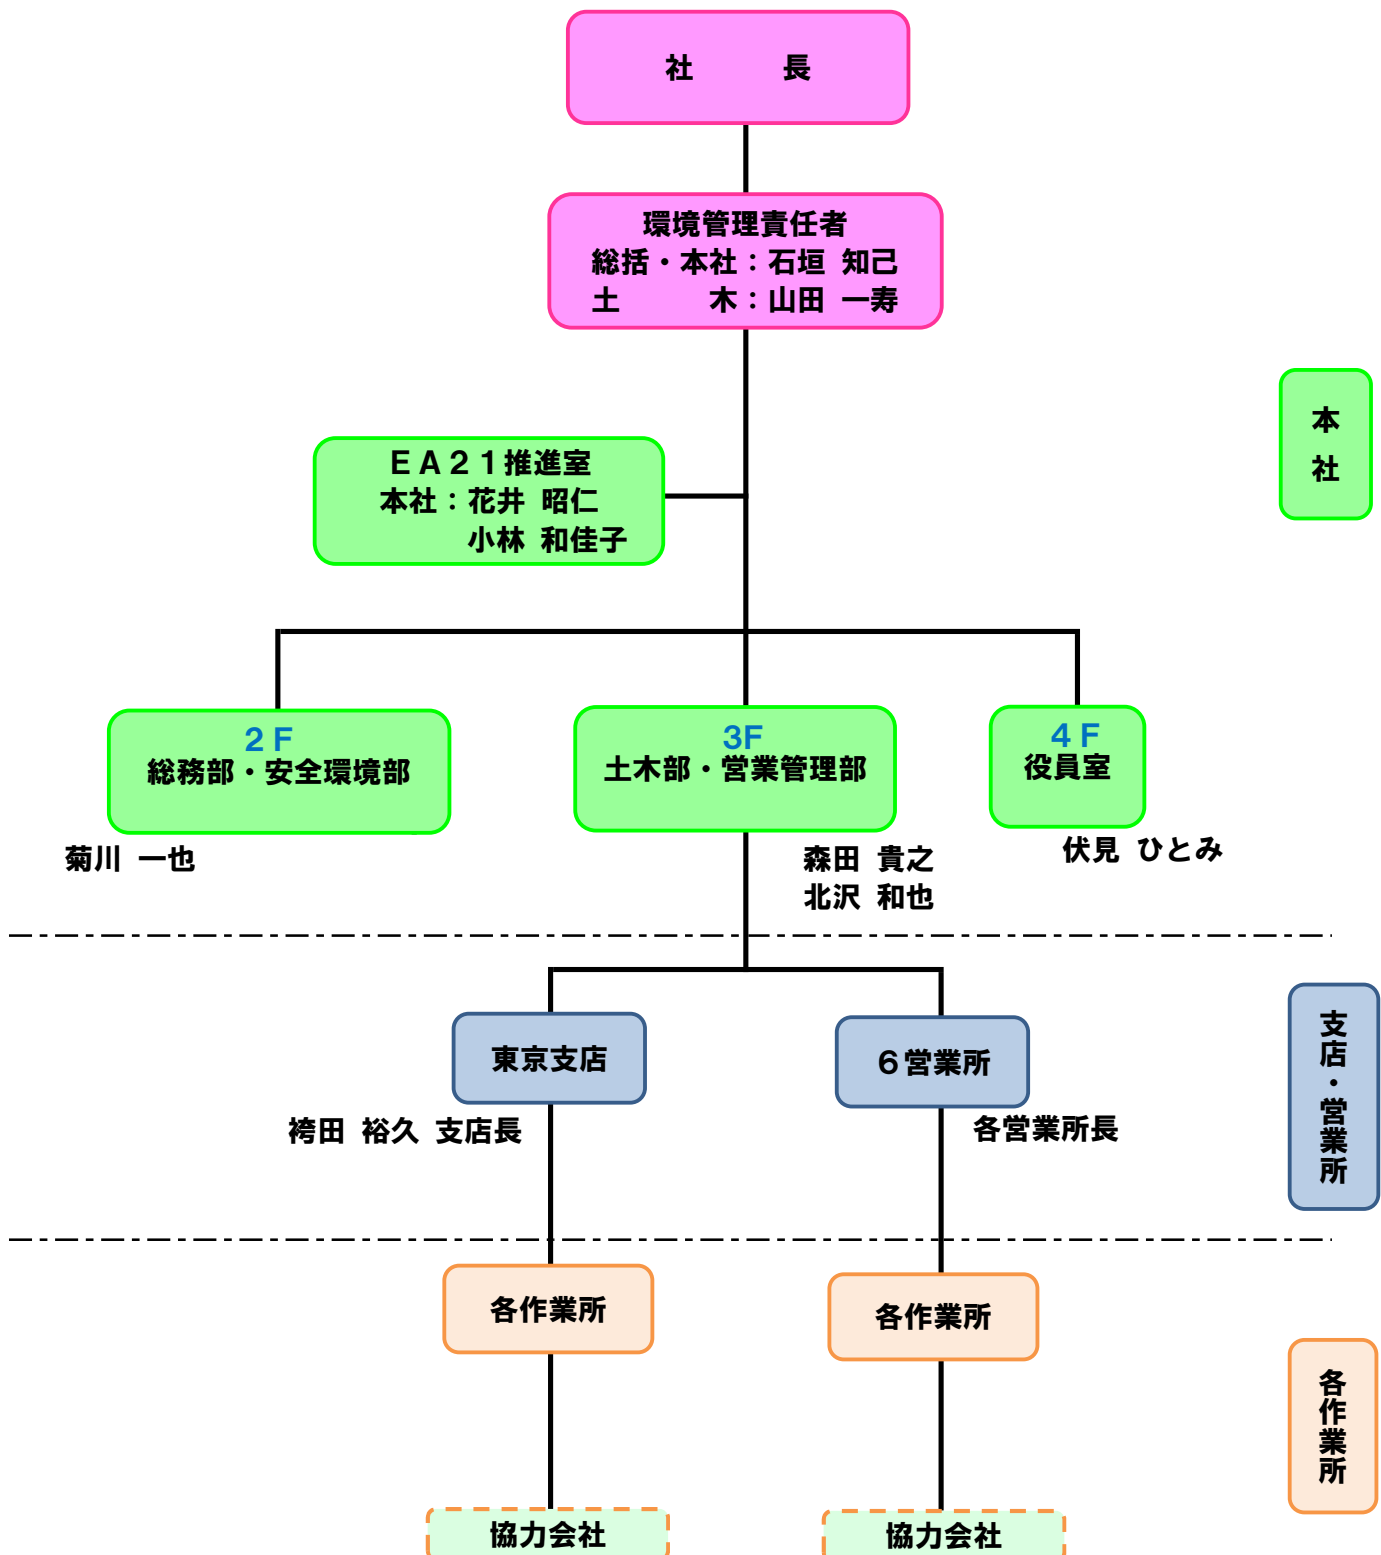 社　　　長
環境管理責任者
総括・本社：石垣 知己
土　　　木：山田 一寿
本
社
ＥＡ２１推進室
本社：花井 昭仁
小林 和佳子
２Ｆ
総務部・安全環境部
3F
土木部・営業管理部
４Ｆ
役員室
菊川 一也
森田 貴之
北沢 和也
伏見 ひとみ
東京支店
６営業所
支店・営業所
袴田 裕久 支店長
各営業所長
各作業所
各作業所
各作業所
協力会社
協力会社